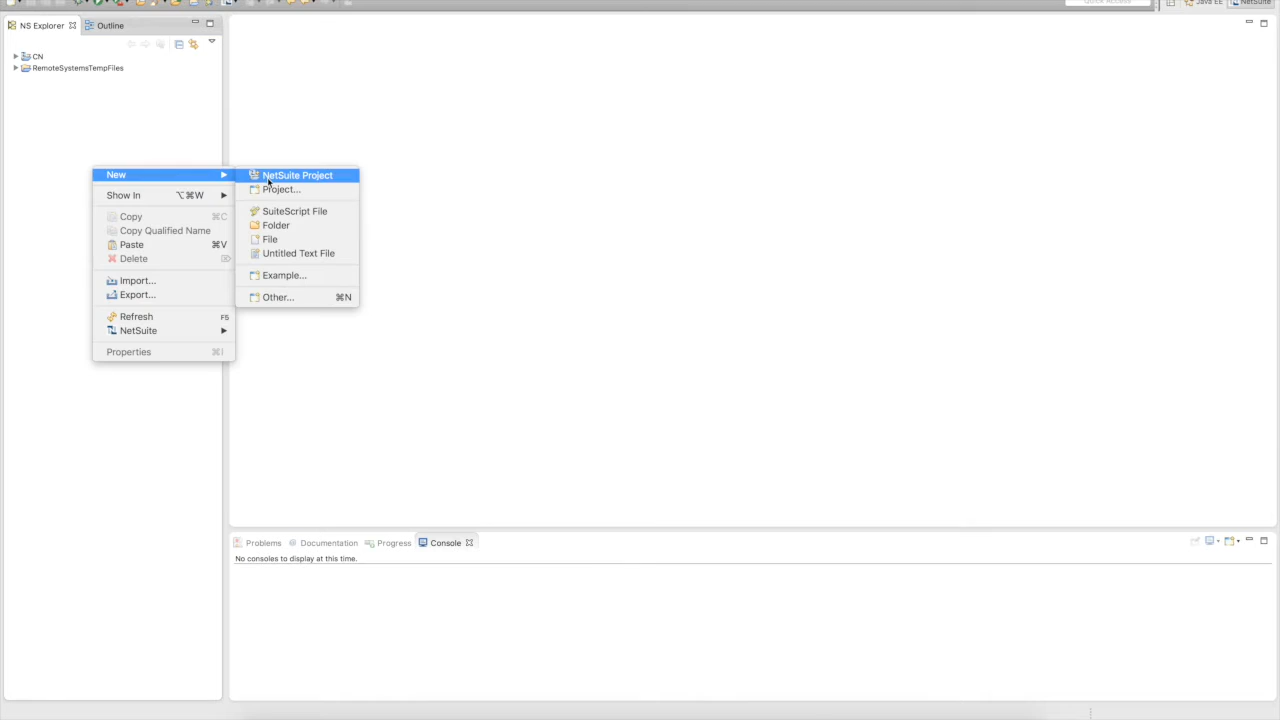 Quick Access
Java EE
NetSuite
NS Explorer
Outline
CN
RemoteSystemsTempFiles
New
Show In ⌥⌘W
Copy ⌘C
Copy Qualified Name
Paste ⌘V
Delete
Import...
Export...
Refresh F5
NetSuite
Properties ⌘I
NetSuite Project
Project...
SuiteScript File
Folder
File
Untitled Text File
Example...
Other... ⌘N
Problems
Documentation
Progress
Console
No consoles to display at this time.